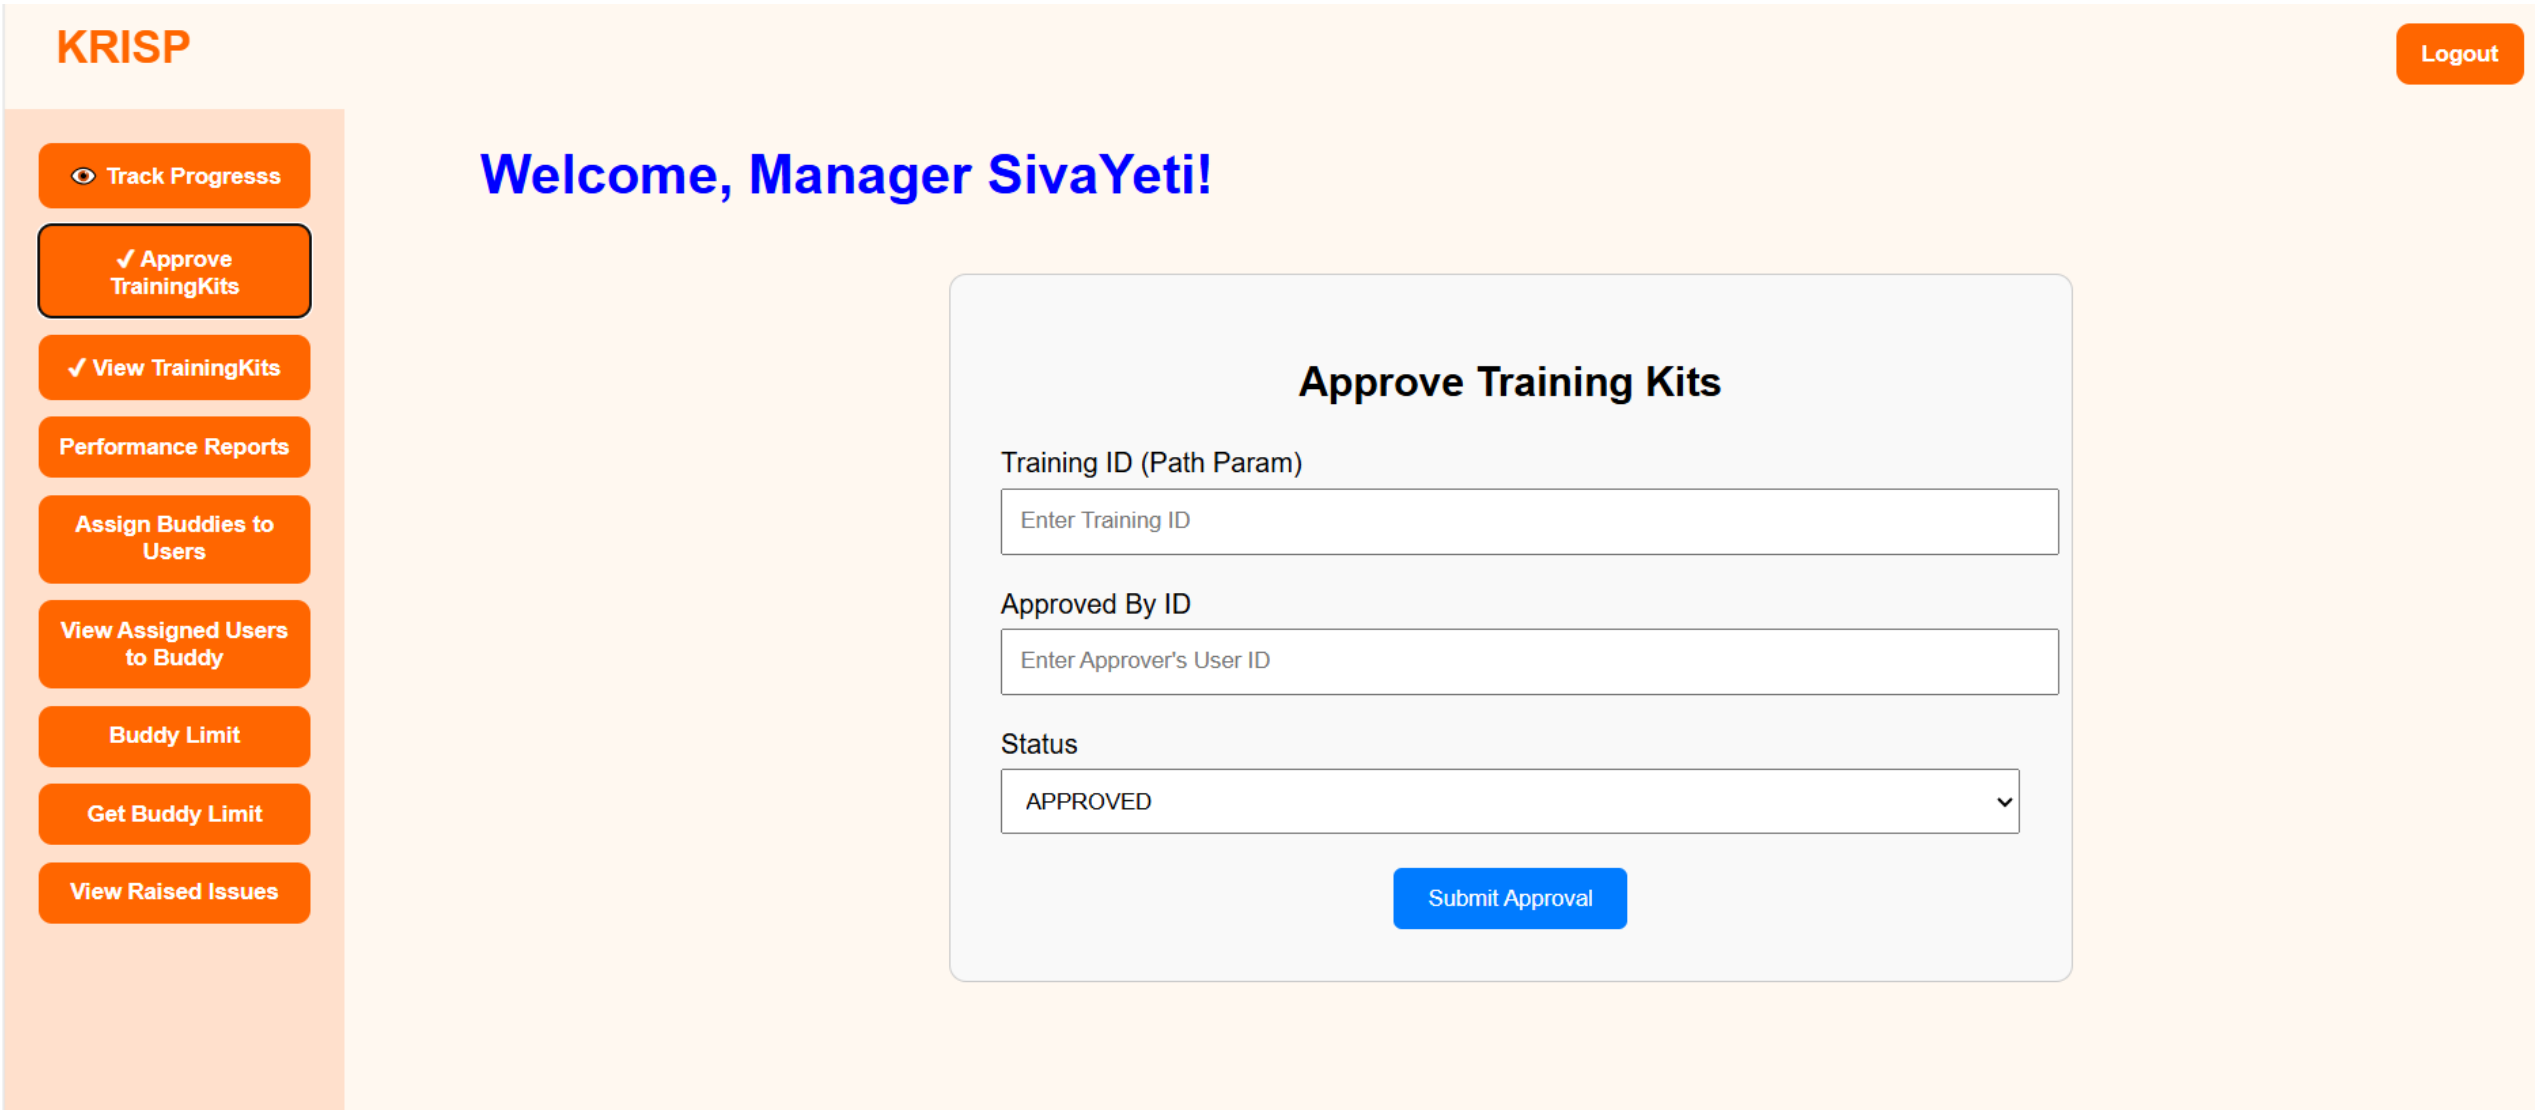 KRISP
Logout
Track Progresss
Approve
TrainingKits
View TrainingKits
Performance Reports
Assign Buddies to
Users
View Assigned Users
to Buddy
Buddy Limit
Get Buddy Limit
View Raised Issues
Welcome, Manager SivaYeti!
Approve Training Kits
Training ID (Path Param)
Enter Training ID
Approved By ID
Enter Approver's User ID
Status
APPROVED
Submit Approval